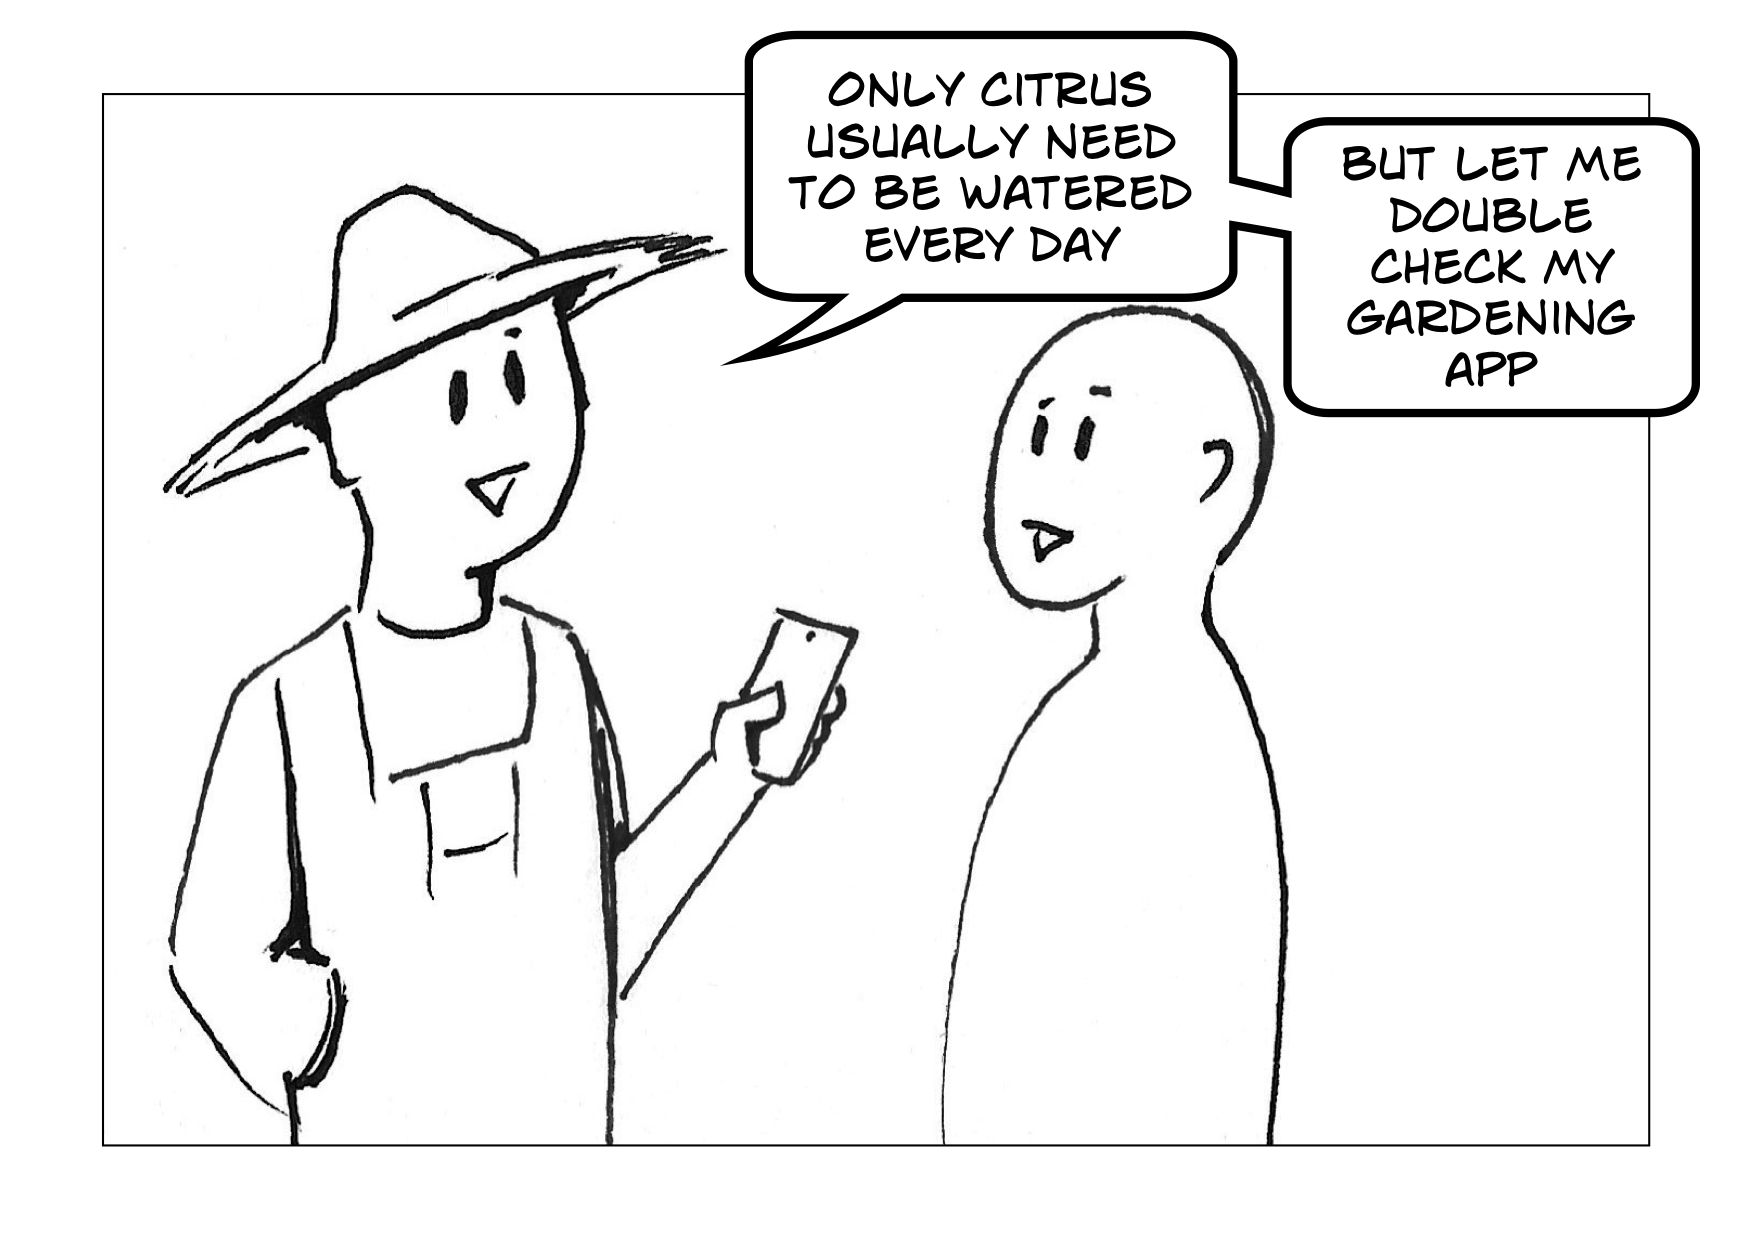 ONLY CITRUS
USUALLY NEED
TO BE WATERED
EVERY DAY
BUT LET ME
DOUBLE
CHECK MY
GARDENING
APP